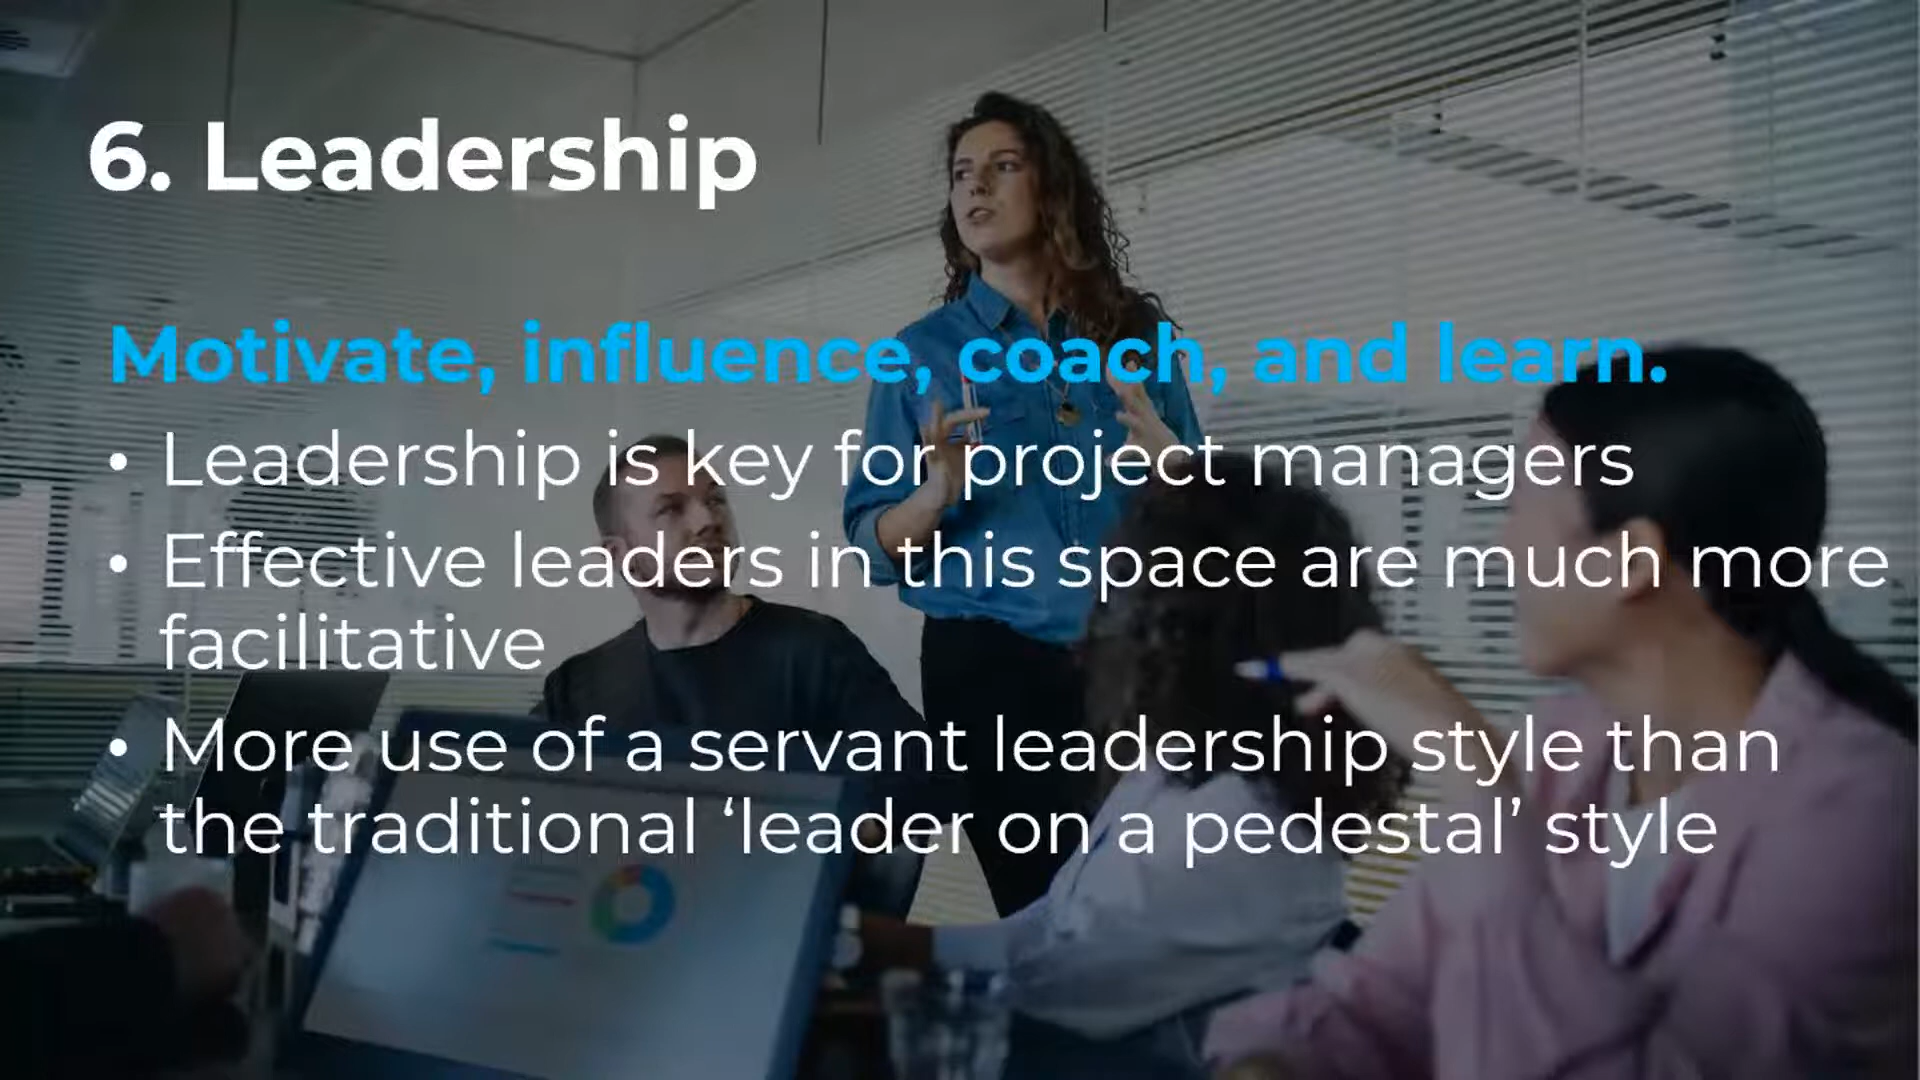 6. Leadership
Motivate, influence, coach, and learn.
• Leadership is key for project managers
• Effective leaders in this space are much more
facilitative
• More use of a servant leadership style than
the traditional ‘leader on a pedestal’ style